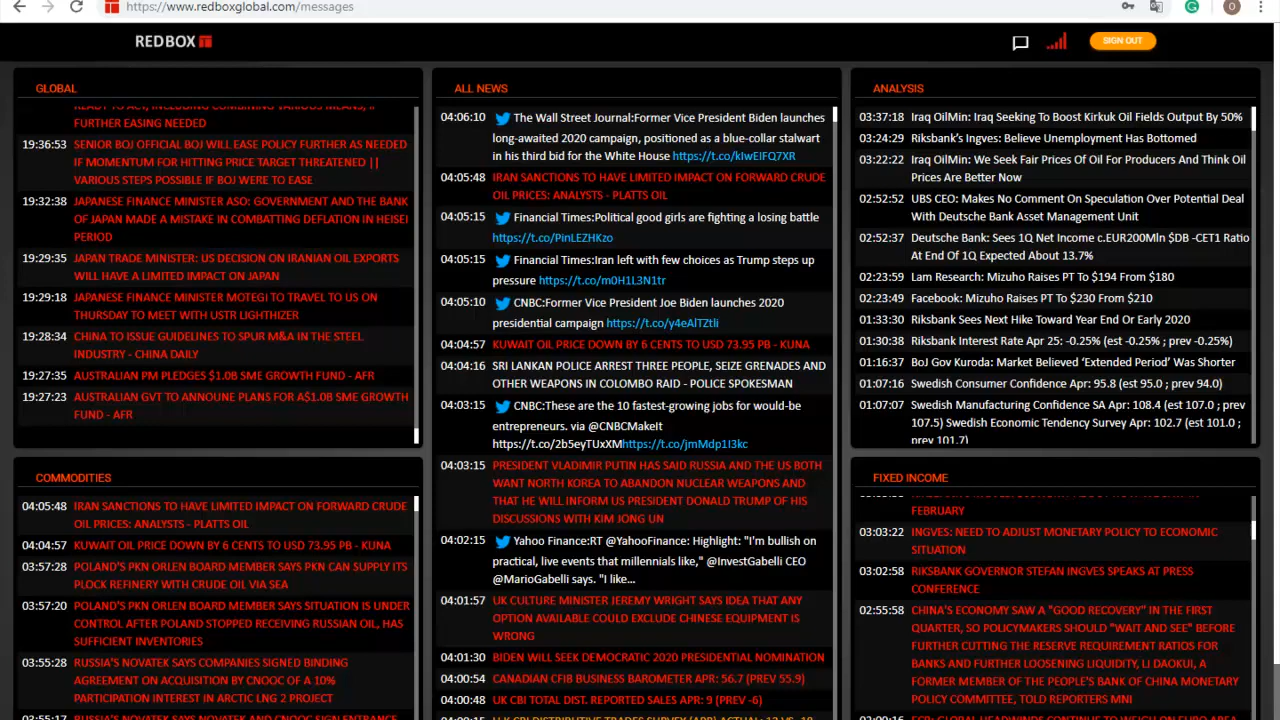 https://www.redboxglobal.com/messages
REDBOX
SIGN OUT
GLOBAL
READY TO ACT, INCLUDING COMBINING VARIOUS MEANS, IF
FURTHER EASING NEEDED
19:36:53 SENIOR BOJ OFFICIAL BOJ WILL EASE POLICY FURTHER AS NEEDED
IF MOMENTUM FOR HITTING PRICE TARGET THREATENED ||
VARIOUS STEPS POSSIBLE IF BOJ WERE TO EASE
19:32:38 JAPANESE FINANCE MINISTER ASO: GOVERNMENT AND THE BANK
OF JAPAN MADE A MISTAKE IN COMBATTING DEFLATION IN HEISEI
PERIOD
19:29:35 JAPAN TRADE MINISTER: US DECISION ON IRANIAN OIL EXPORTS
WILL HAVE A LIMITED IMPACT ON JAPAN
19:29:18 JAPANESE FINANCE MINISTER MOTEGI TO TRAVEL TO US ON
THURSDAY TO MEET WITH USTR LIGHTHIZER
19:28:34 CHINA TO ISSUE GUIDELINES TO SPUR M&A IN THE STEEL
INDUSTRY - CHINA DAILY
19:27:35 AUSTRALIAN PM PLEDGES $1.0B SME GROWTH FUND - AFR
19:27:23 AUSTRALIAN GVT TO ANNOUNE PLANS FOR A$1.0B SME GROWTH
FUND - AFR
COMMODITIES
04:05:48 IRAN SANCTIONS TO HAVE LIMITED IMPACT ON FORWARD CRUDE
OIL PRICES: ANALYSTS - PLATTS OIL
04:04:57 KUWAIT OIL PRICE DOWN BY 6 CENTS TO USD 73.95 PB - KUNA
03:57:28 POLAND'S PKN ORLEN BOARD MEMBER SAYS PKN CAN SUPPLY ITS
PLOCK REFINERY WITH CRUDE OIL VIA SEA
03:57:20 POLAND'S PKN ORLEN BOARD MEMBER SAYS SITUATION IS UNDER
CONTROL AFTER POLAND STOPPED RECEIVING RUSSIAN OIL, HAS
SUFFICIENT INVENTORIES
03:55:28 RUSSIA'S NOVATEK SAYS COMPANIES SIGNED BINDING
AGREEMENT ON ACQUISITION BY CNOOC OF A 10%
PARTICIPATION INTEREST IN ARCTIC LNG 2 PROJECT
03:55:17 RUSSIA'S NOVATEK SAYS NOVATEK AND CNOOC SIGN ENTRANCE
ALL NEWS
04:06:10 The Wall Street Journal:Former Vice President Biden launches
long-awaited 2020 campaign, positioned as a blue-collar stalwart
in his third bid for the White House https://t.co/kIwEIFQ7XR
04:05:48 IRAN SANCTIONS TO HAVE LIMITED IMPACT ON FORWARD CRUDE
OIL PRICES: ANALYSTS - PLATTS OIL
04:05:15 Financial Times:Political good girls are fighting a losing battle
https://t.co/PinLEZHKzo
04:05:15 Financial Times:Iran left with few choices as Trump steps up
pressure https://t.co/m0H1L3N1tr
04:05:10 CNBC:Former Vice President Joe Biden launches 2020
presidential campaign https://t.co/y4eAlTZtli
04:04:57 KUWAIT OIL PRICE DOWN BY 6 CENTS TO USD 73.95 PB - KUNA
04:04:16 SRI LANKAN POLICE ARREST THREE PEOPLE, SEIZE GRENADES AND
OTHER WEAPONS IN COLOMBO RAID - POLICE SPOKESMAN
04:03:15 CNBC:These are the 10 fastest-growing jobs for would-be
entrepreneurs. via @CNBCMakeIt
https://t.co/2b5eyTUxXMhttps://t.co/jmMdp1I3kc
04:03:15 PRESIDENT VLADIMIR PUTIN HAS SAID RUSSIA AND THE US BOTH
WANT NORTH KOREA TO ABANDON NUCLEAR WEAPONS AND
THAT HE WILL INFORM US PRESIDENT DONALD TRUMP OF HIS
DISCUSSIONS WITH KIM JONG UN
04:02:15 Yahoo Finance:RT @YahooFinance: Highlight: "I'm bullish on
practical, live events that millennials like," @InvestGabelli CEO
@MarioGabelli says. "I like...
04:01:57 UK CULTURE MINISTER JEREMY WRIGHT SAYS IDEA THAT ANY
OPTION AVAILABLE COULD EXCLUDE CHINESE EQUIPMENT IS
WRONG
04:01:30 BIDEN WILL SEEK DEMOCRATIC 2020 PRESIDENTIAL NOMINATION
04:00:54 CANADIAN CFIB BUSINESS BAROMETER APR: 56.7 (PREV 55.9)
04:00:48 UK CBI TOTAL DIST. REPORTED SALES APR: 9 (PREV -6)
ANALYSIS
03:37:18 Iraq OilMin: Iraq Seeking To Boost Kirkuk Oil Fields Output By 50%
03:24:29 Riksbank's Ingves: Believe Unemployment Has Bottomed
03:22:22 Iraq OilMin: We Seek Fair Prices Of Oil For Producers And Think Oil
Prices Are Better Now
02:52:52 UBS CEO: Makes No Comment On Speculation Over Potential Deal
With Deutsche Bank Asset Management Unit
02:52:37 Deutsche Bank: Sees 1Q Net Income c.EUR200Mln $DB -CET1 Ratio
At End Of 1Q Expected About 13.7%
02:23:59 Lam Research: Mizuho Raises PT To $194 From $180
02:23:49 Facebook: Mizuho Raises PT To $230 From $210
01:33:30 Riksbank Sees Next Hike Toward Year End Or Early 2020
01:30:38 Riksbank Interest Rate Apr 25: -0.25% (est -0.25% ; prev -0.25%)
01:16:37 BoJ Gov Kuroda: Market Believed 'Extended Period' Was Shorter
01:07:16 Swedish Consumer Confidence Apr: 95.8 (est 95.0 ; prev 94.0)
01:07:07 Swedish Manufacturing Confidence SA Apr: 108.4 (est 107.0 ; prev
107.5) Swedish Economic Tendency Survey Apr: 102.7 (est 101.0 ;
prev 101.7)
FIXED INCOME
FEBRUARY
03:03:22 INGVES: NEED TO ADJUST MONETARY POLICY TO ECONOMIC
SITUATION
03:02:58 RIKSBANK GOVERNOR STEFAN INGVES SPEAKS AT PRESS
CONFERENCE
02:55:58 CHINA'S ECONOMY SAW A "GOOD RECOVERY" IN THE FIRST
QUARTER, SO POLICYMAKERS SHOULD "WAIT AND SEE" BEFORE
FURTHER CUTTING THE RESERVE REQUIREMENT RATIOS FOR
BANKS AND FURTHER LOOSENING LIQUIDITY, LI DAOKUI, A
FORMER MEMBER OF THE PEOPLE'S BANK OF CHINA MONETARY
POLICY COMMITTEE, TOLD REPORTERS MNI